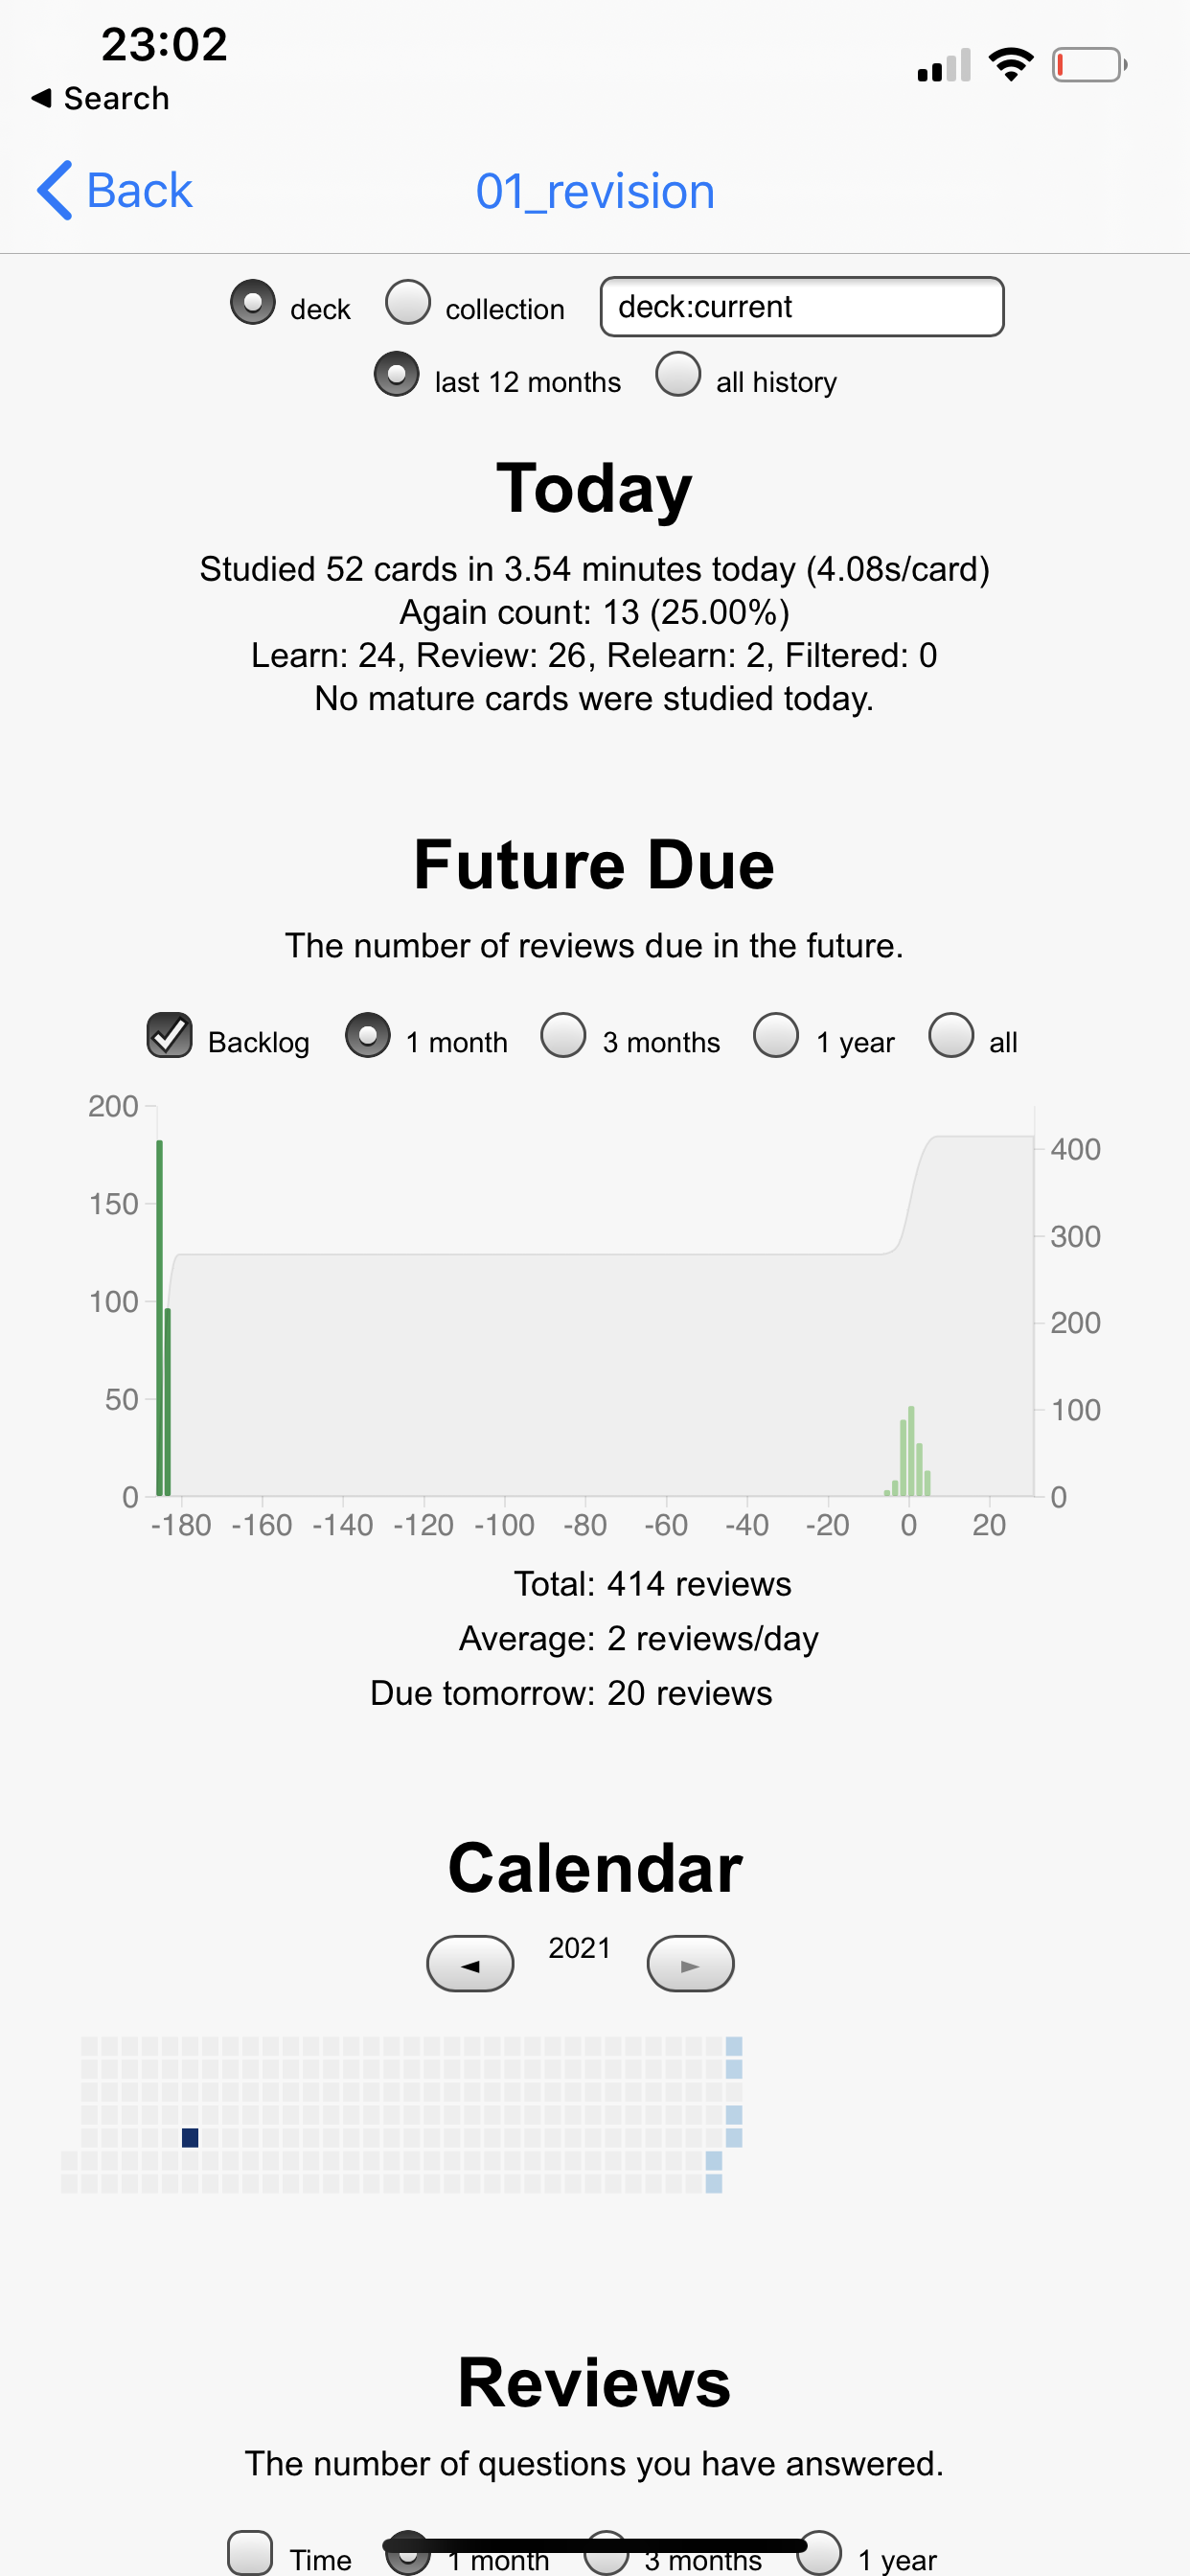 23:02
◀ Search
Back 01_revision
deck collection deck:current
last 12 months all history
Today
Studied 52 cards in 3.54 minutes today (4.08s/card)
Again count: 13 (25.00%)
Learn: 24, Review: 26, Relearn: 2, Filtered: 0
No mature cards were studied today.
Future Due
The number of reviews due in the future.
Backlog 1 month 3 months 1 year all
200
150
100
50
0
400
300
200
100
0
-180 -160 -140 -120 -100 -80 -60 -40 -20 0 20
Total: 414 reviews
Average: 2 reviews/day
Due tomorrow: 20 reviews
Calendar
◄ 2021 ►
Reviews
The number of questions you have answered.
Time 1 month 3 months 1 year